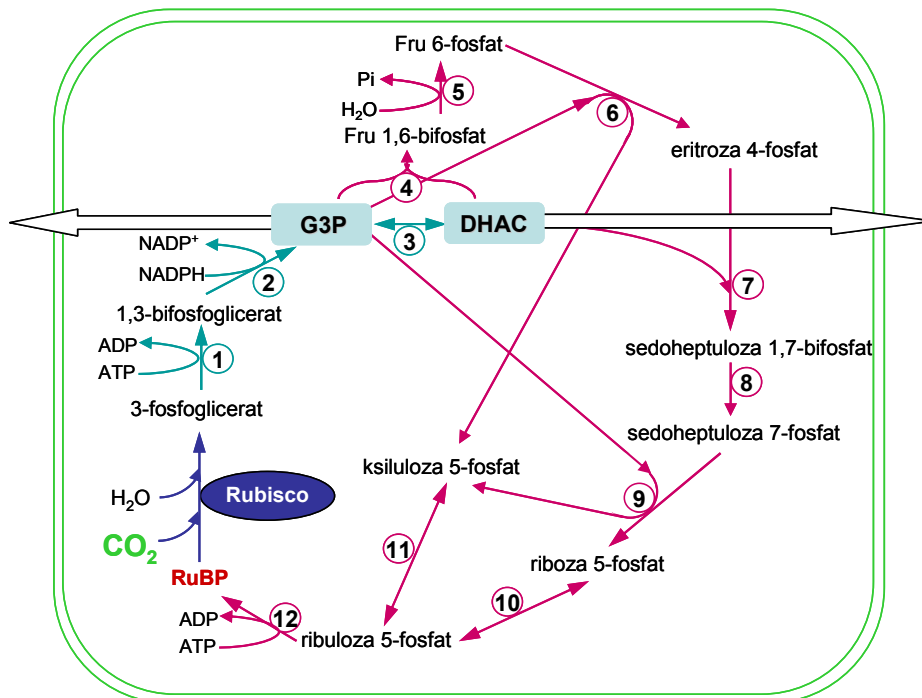 Fru 6-fosfat
Pi
5
H₂O
6
Fru 1,6-bifosfat
eritroza 4-fosfat
4
G3P
DHAC
3
NADP⁺
NADPH
2
7
1,3-bifosfoglicerat
ADP
1
ATP
sedoheptuloza 1,7-bifosfat
8
3-fosfoglicerat
sedoheptuloza 7-fosfat
ksiluloza 5-fosfat
H₂O
Rubisco
9
CO₂
11
riboza 5-fosfat
RuBP
10
ADP
12
ATP
ribuloza 5-fosfat